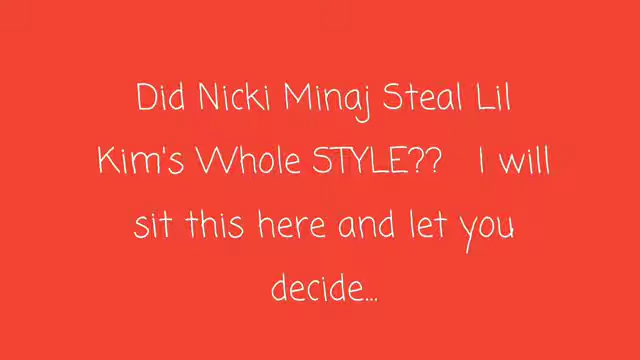 Did Nicki Minaj Steal Lil
Kim's Whole STYLE?? I will
sit this here and let you
decide...